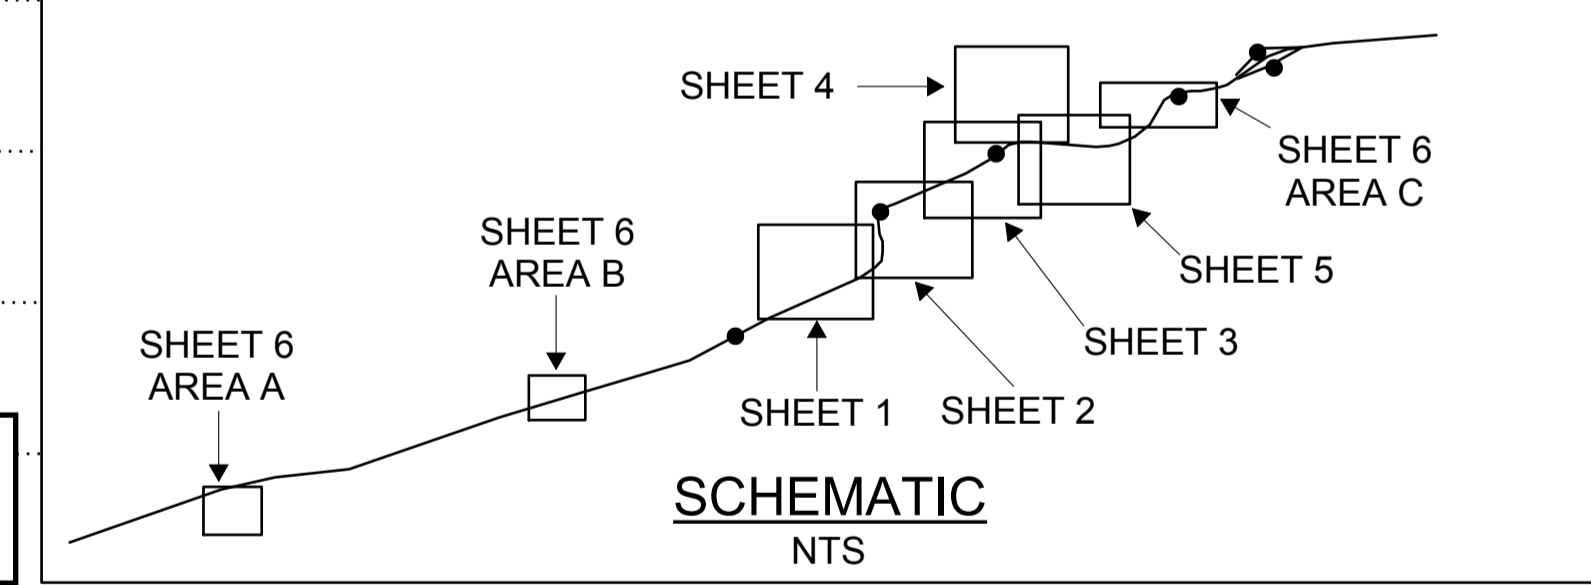 SHEET 4
SHEET 6
AREA C
SHEET 6
AREA B
SHEET 5
SHEET 6
AREA A
SHEET 3
SHEET 1
SHEET 2
SCHEMATIC
NTS